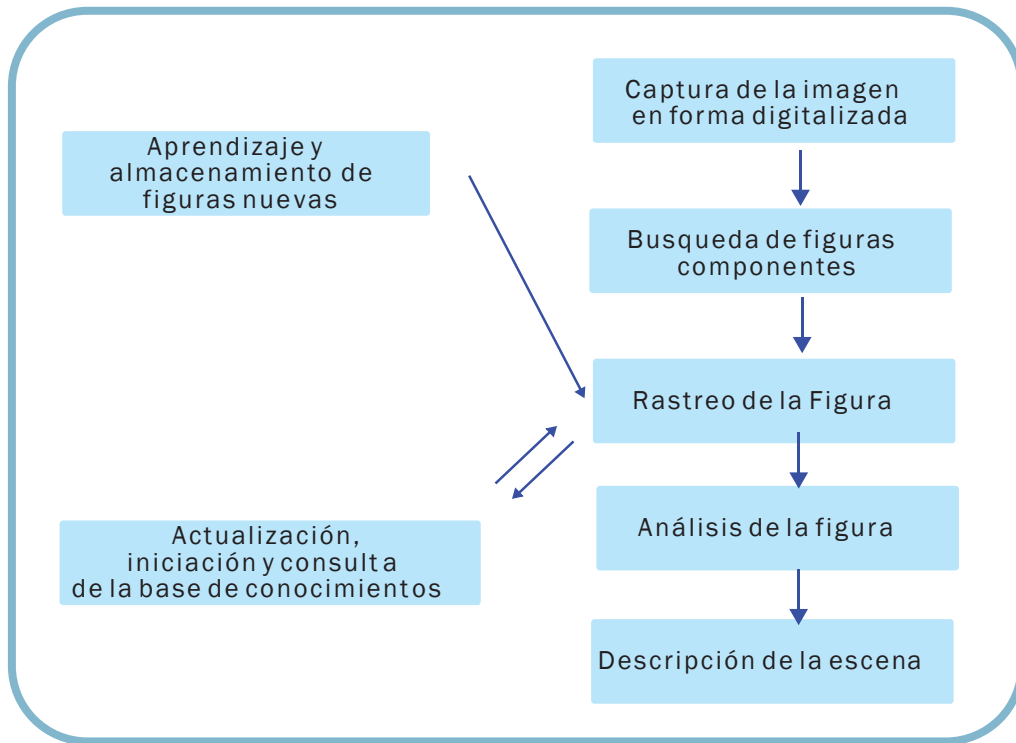 Captura de la imagen
en forma digitalizada
Aprendizaje y
almacenamiento de
figuras nuevas
Busqueda de figuras
componentes
Rastreo de la Figura
Análisis de la figura
Actualización,
iniciación y consulta
de la base de conocimientos
Descripción de la escena